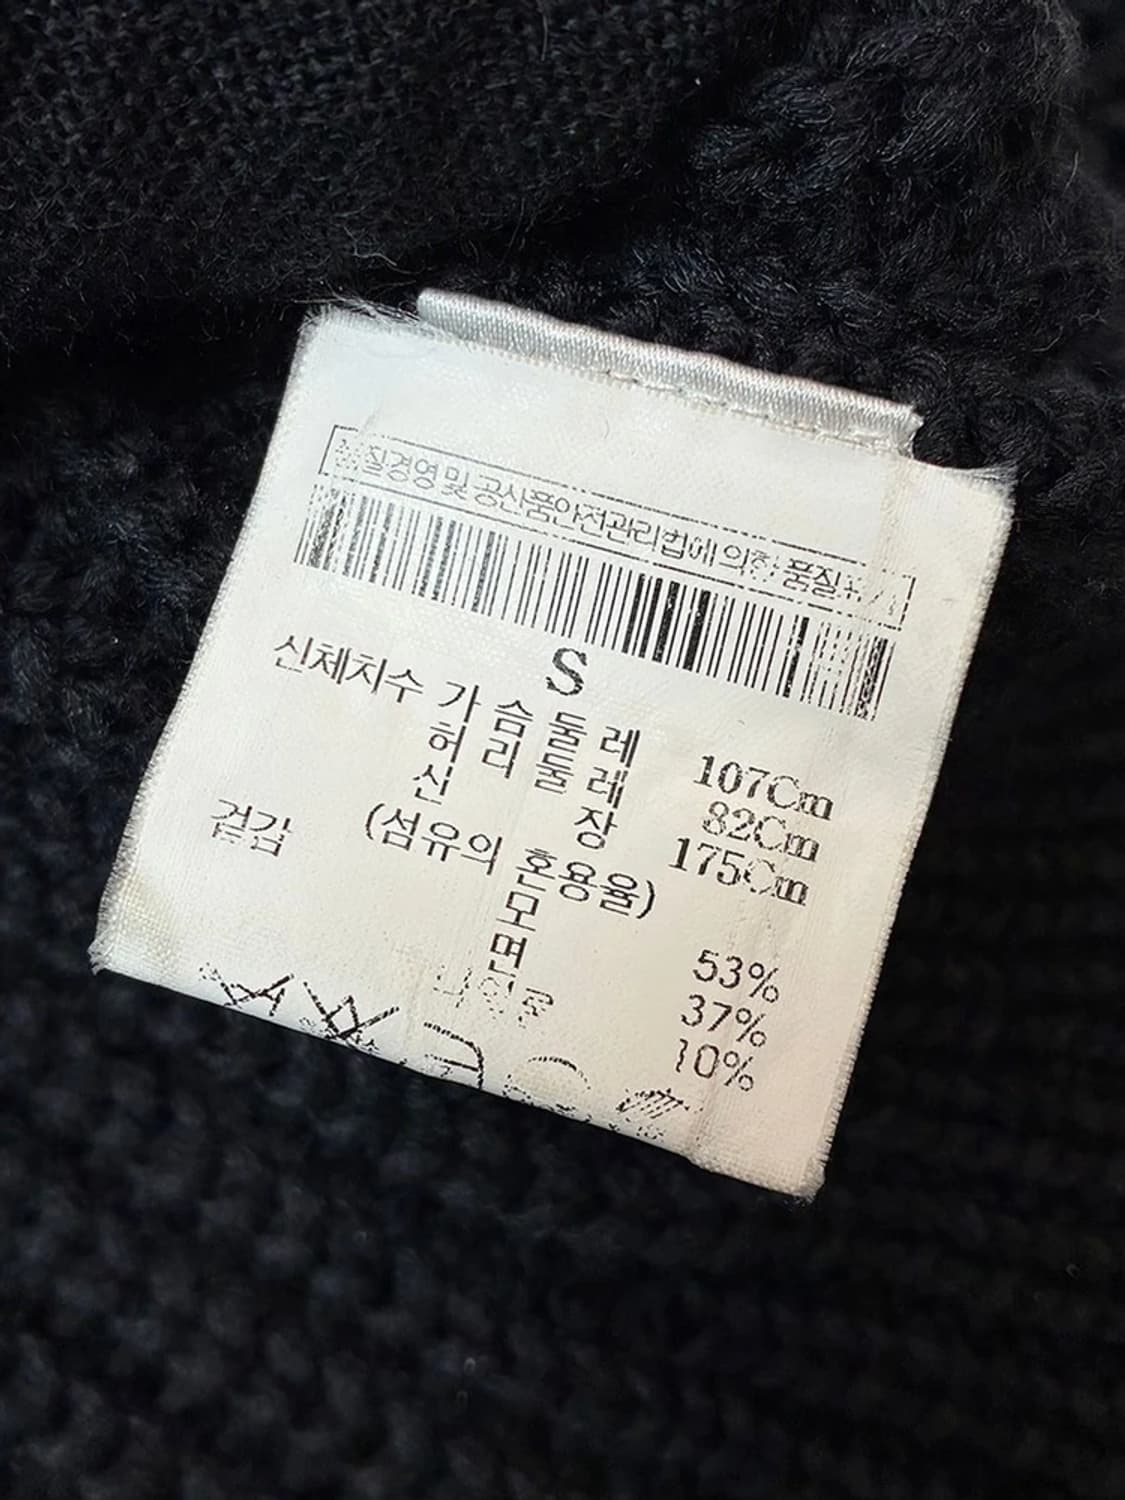 품질경영 및 공산품안전관리법에 의한 품질표시
S
신체치수 가슴둘레 107Cm
허리둘레 82Cm
신장 175Cm
(섬유의 혼용율)
겉감 모 53%
면 37%
나일론 10%